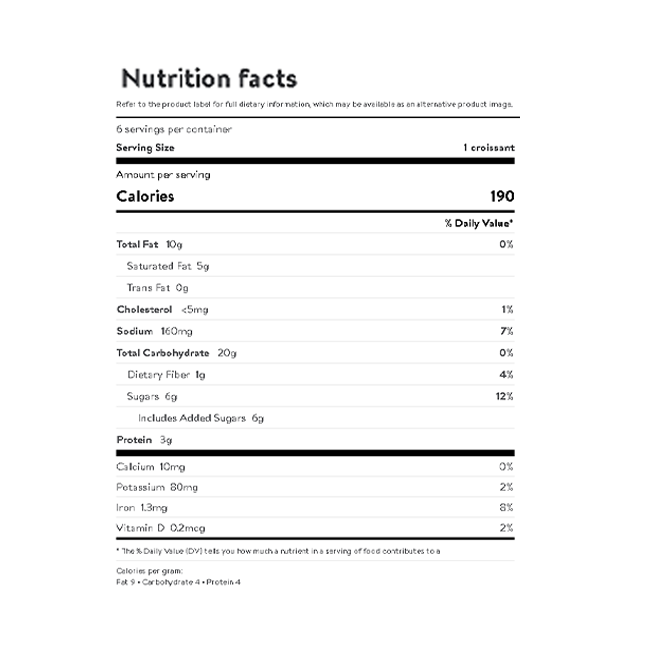 Nutrition facts
Refer to the product label for full dietary information, which may be available as an alternative product image.
6 servings per container
Serving Size 1 croissant
Amount per serving
Calories 190
% Daily Value*
Total Fat 10g 0%
Saturated Fat 5g
Trans Fat 0g
Cholesterol <5mg 1%
Sodium 160mg 7%
Total Carbohydrate 20g 0%
Dietary Fiber 1g 4%
Sugars 6g 12%
Includes Added Sugars 6g
Protein 3g
Calcium 10mg 0%
Potassium 80mg 2%
Iron 1.3mg 8%
Vitamin D 0.2mcg 2%
* The % Daily Value (DV) tells you how much a nutrient in a serving of food contributes to a
Calories per gram:
Fat 9 • Carbohydrate 4 • Protein 4